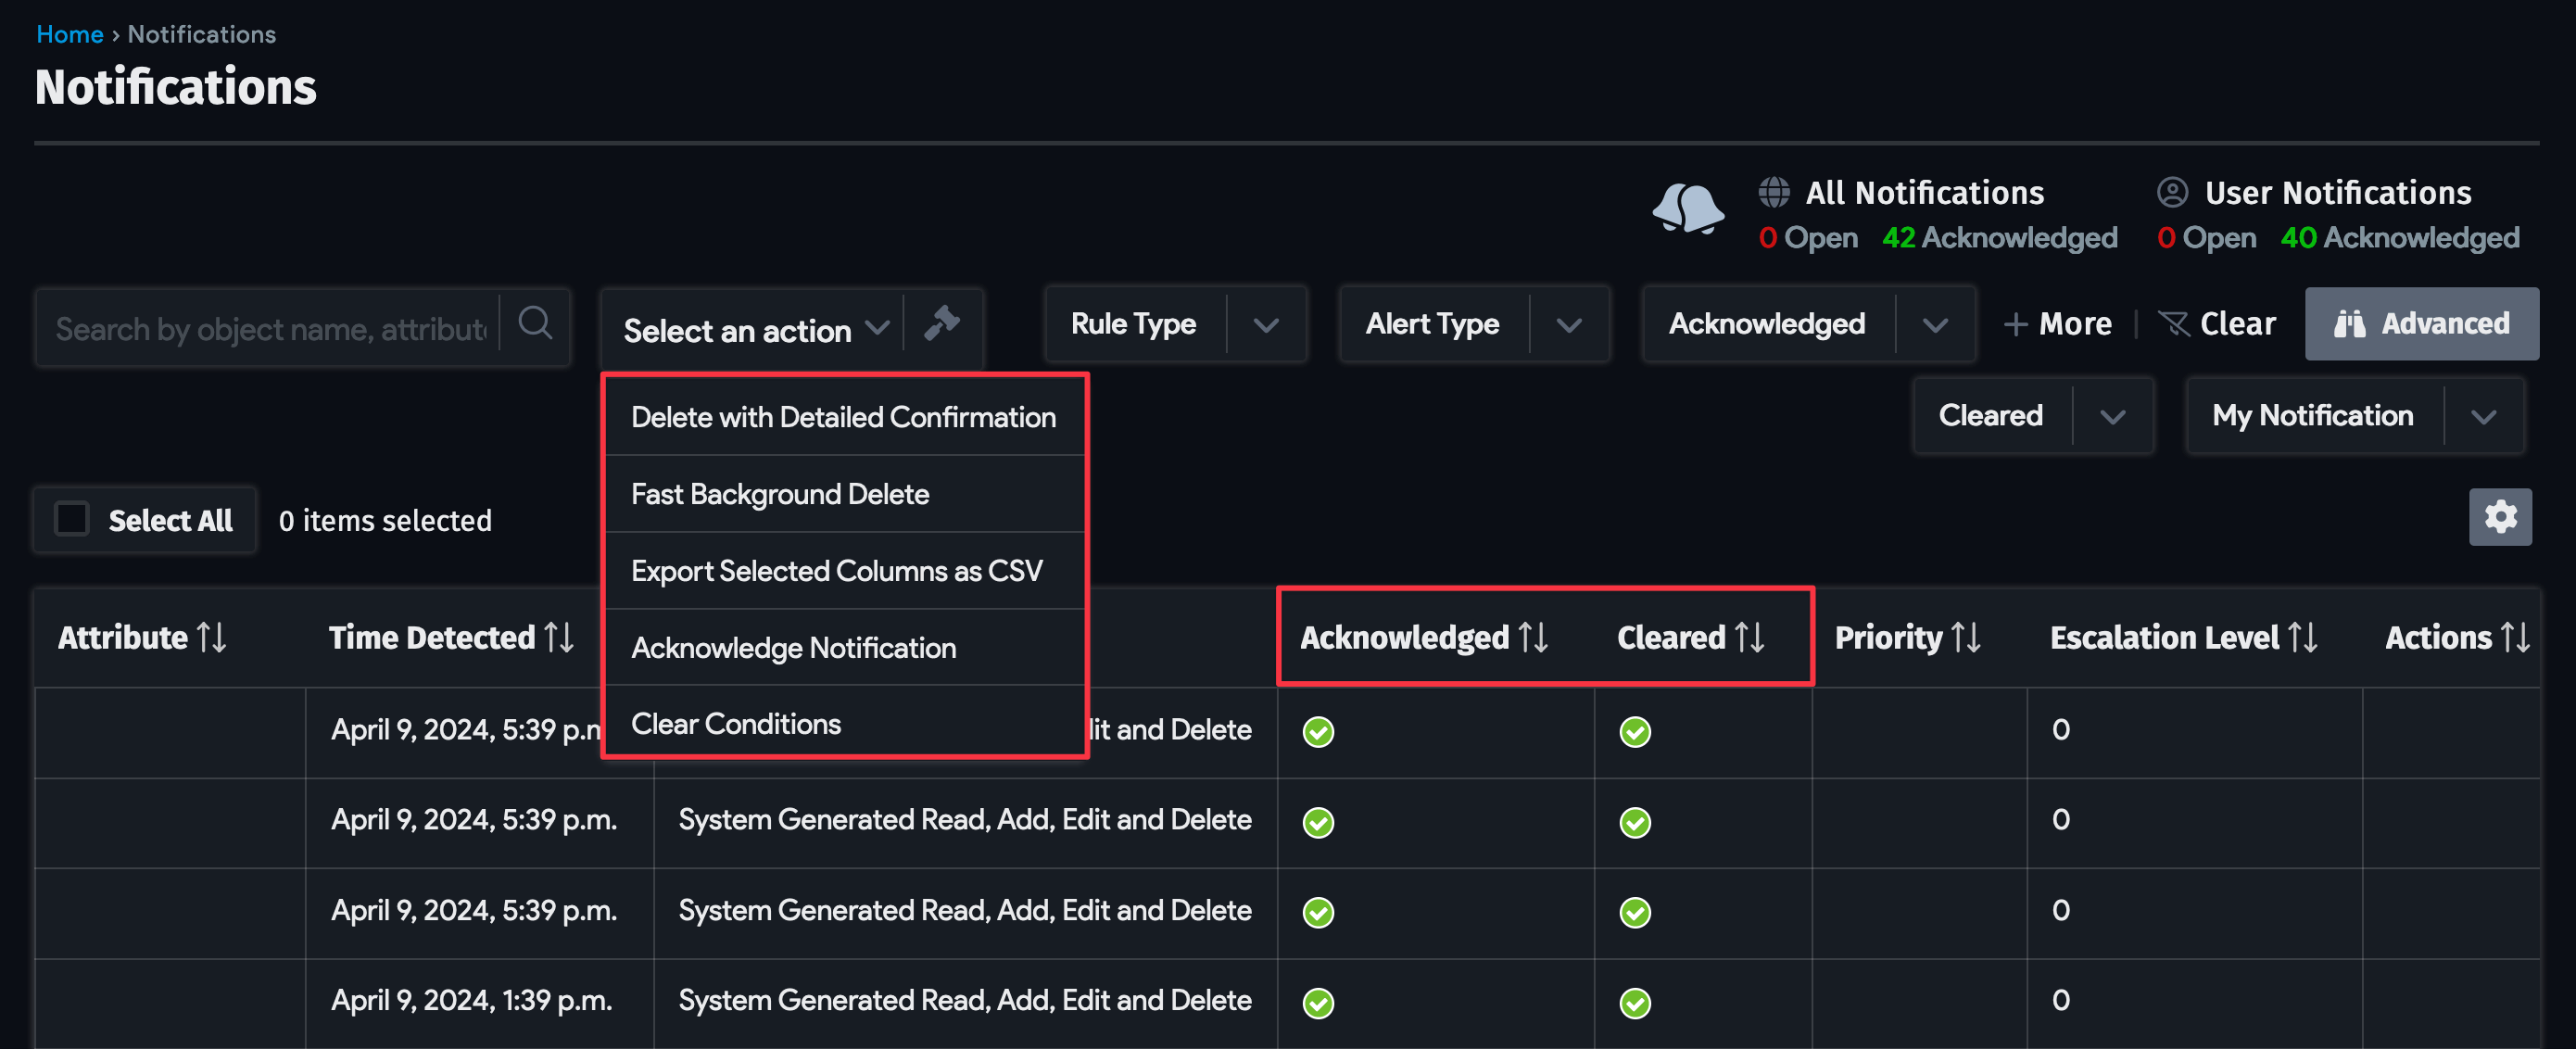 Home › Notifications
Notifications
All Notifications
0 Open 42 Acknowledged
User Notifications
0 Open 40 Acknowledged
Search by object name, attribut
Select an action
Rule Type
Alert Type
Acknowledged
+ More
Clear
Advanced
Delete with Detailed Confirmation
Fast Background Delete
Export Selected Columns as CSV
Acknowledge Notification
Clear Conditions
Cleared
My Notification
Select All
0 items selected
Attribute Time Detected Acknowledged Cleared Priority Escalation Level Actions
April 9, 2024, 5:39 p.m it and Delete 0
April 9, 2024, 5:39 p.m. System Generated Read, Add, Edit and Delete 0
April 9, 2024, 5:39 p.m. System Generated Read, Add, Edit and Delete 0
April 9, 2024, 1:39 p.m. System Generated Read, Add, Edit and Delete 0